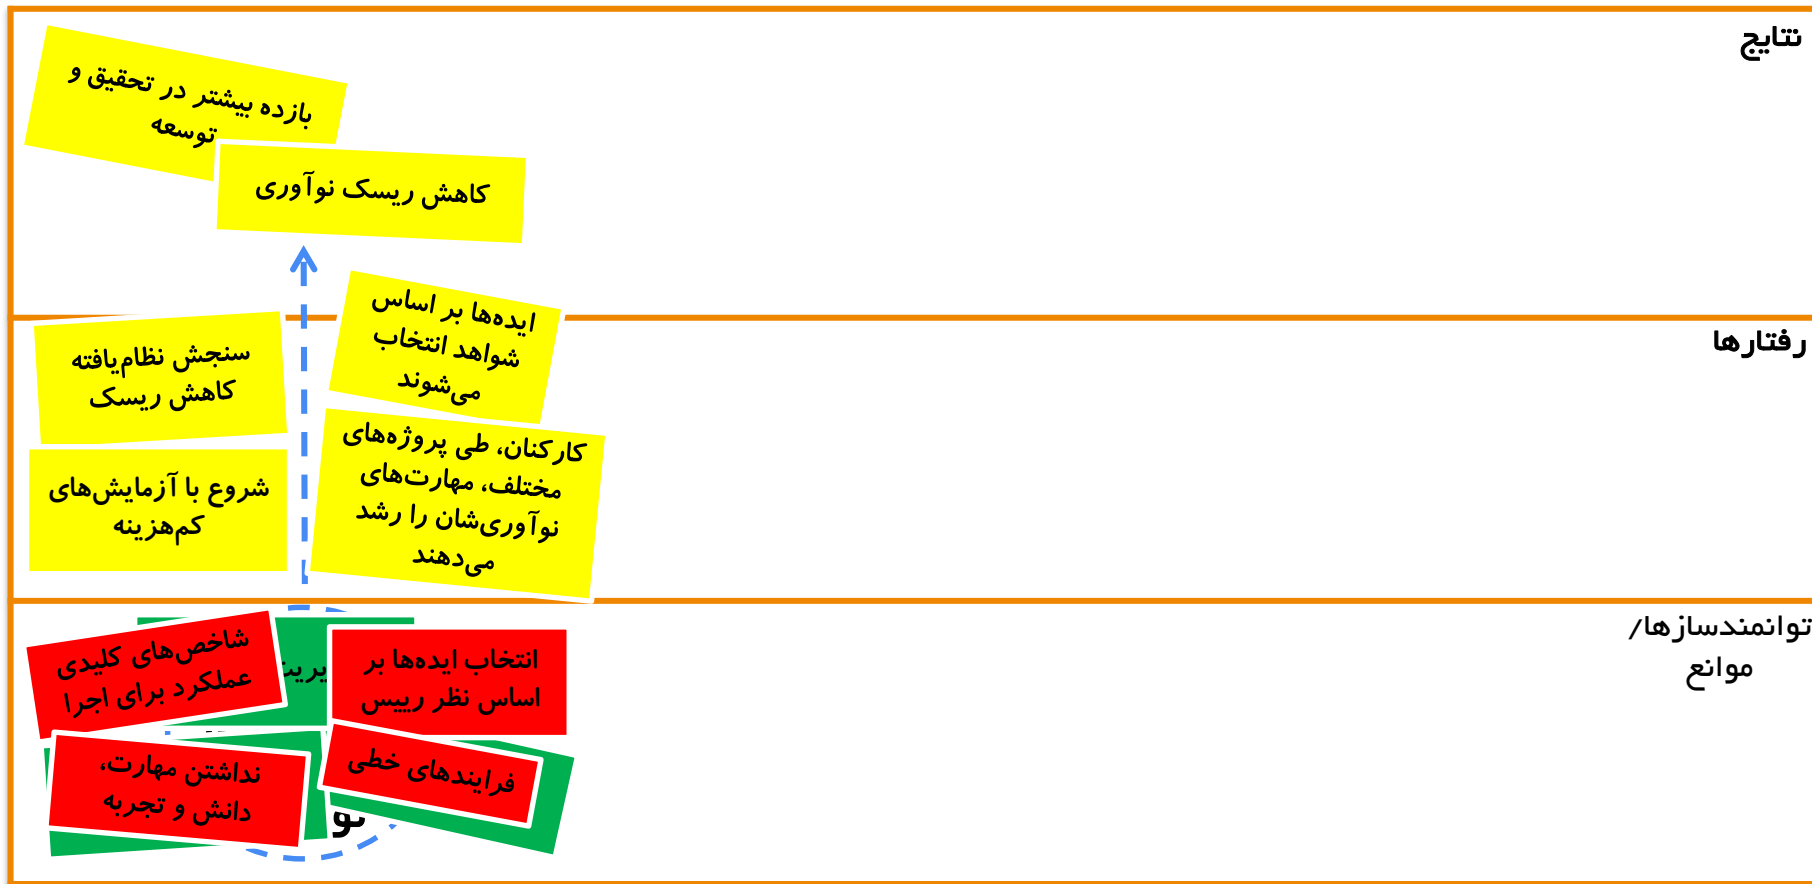 نتایج
بازده بیشتر در تحقیق و
توسعه
کاهش ریسک نوآوری
رفتارها
ایده‌ها بر اساس
شواهد انتخاب
می‌شوند
سنجش نظام‌یافته
کاهش ریسک
کارکنان، طی پروژه‌های
مختلف، مهارت‌های
نوآوری‌شان را رشد
می‌دهند
شروع با آزمایش‌های
کم‌هزینه
توانمندسازها/
موانع
انتخاب ایده‌ها بر
اساس نظر رییس
شاخص‌های کلیدی
عملکرد برای اجرا
فرایندهای خطی
نداشتن مهارت،
دانش و تجربه